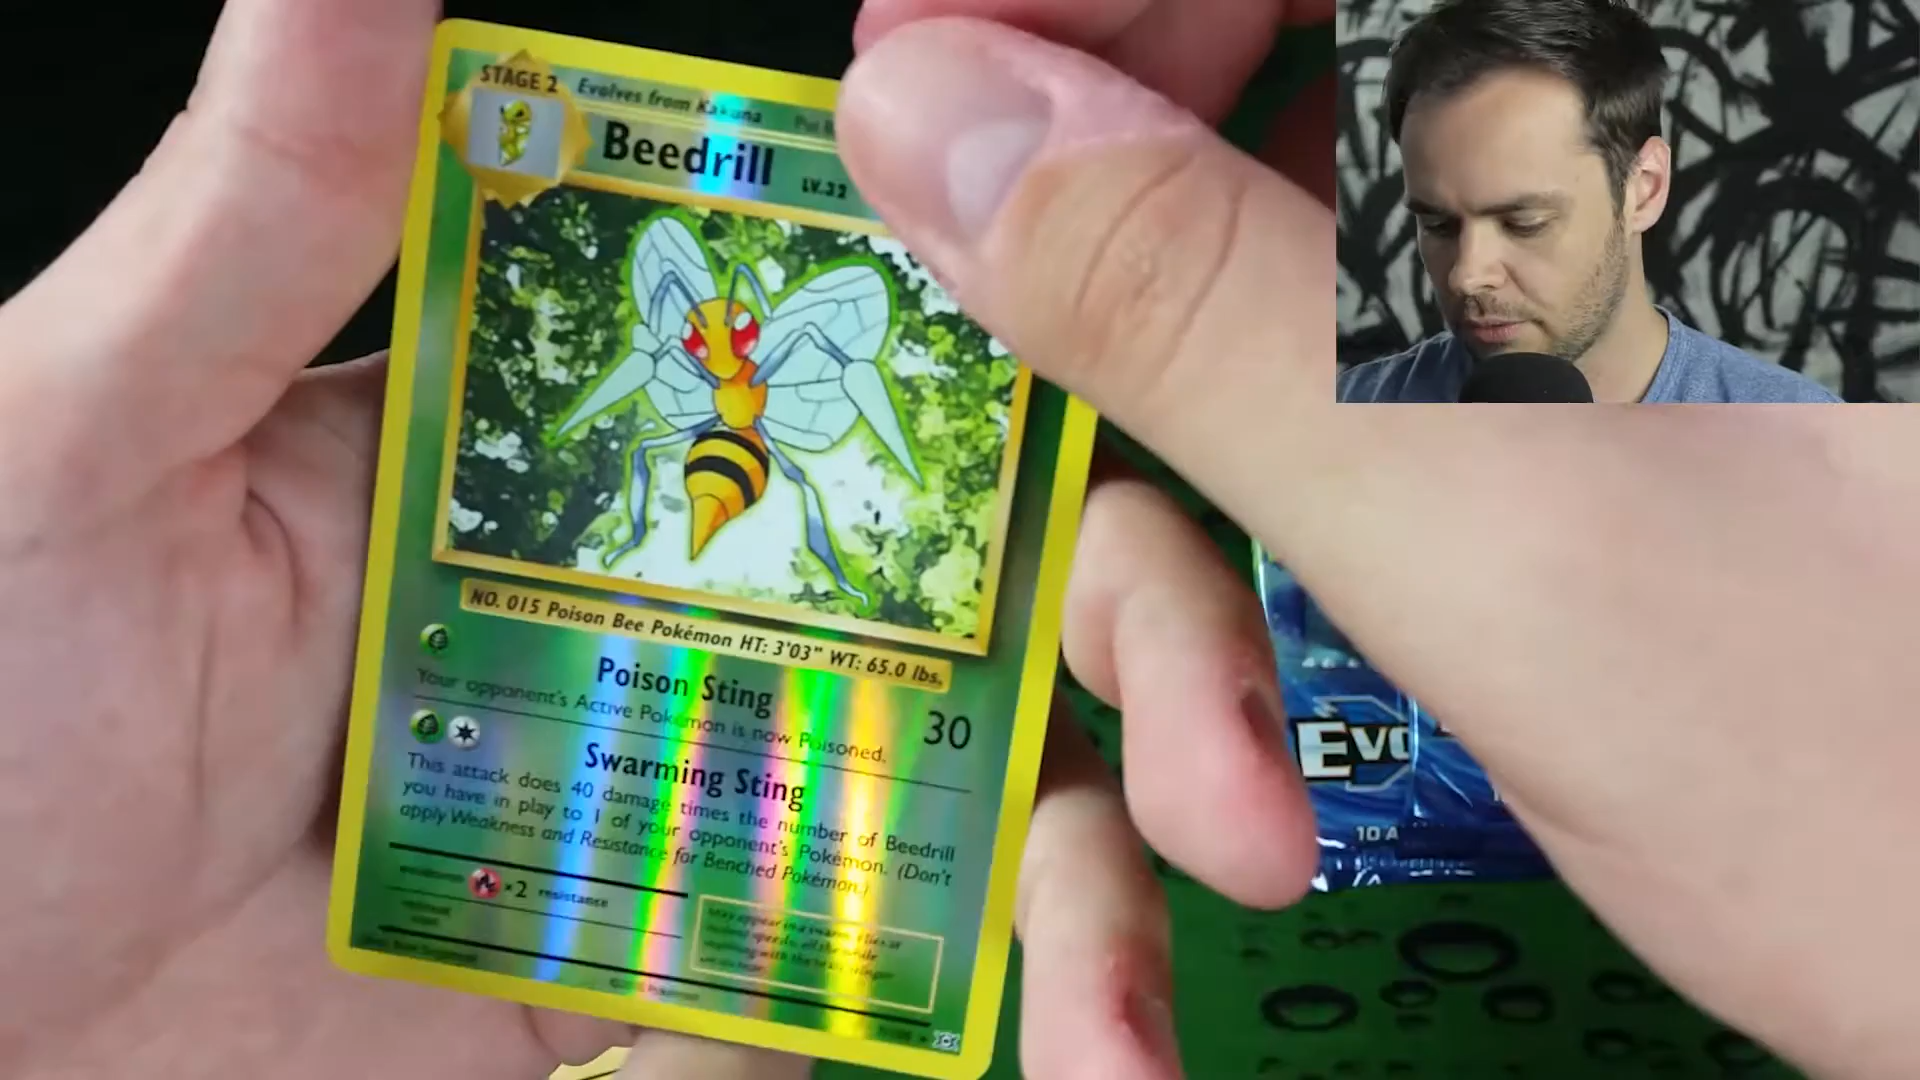 STAGE 2 Evolves from Kakuna
Beedrill LV.32
NO. 015 Poison Bee Pokémon HT: 3'03" WT: 65.0 lbs.
Poison Sting
Your opponent's Active Pokémon is now Poisoned.
30
Swarming Sting
This attack does 40 damage times the number of Beedrill
you have in play to 1 of your opponent's Pokémon. (Don't
apply Weakness and Resistance for Benched Pokémon.)
weakness ×2 resistance
retreat
cost
EVO
10 A